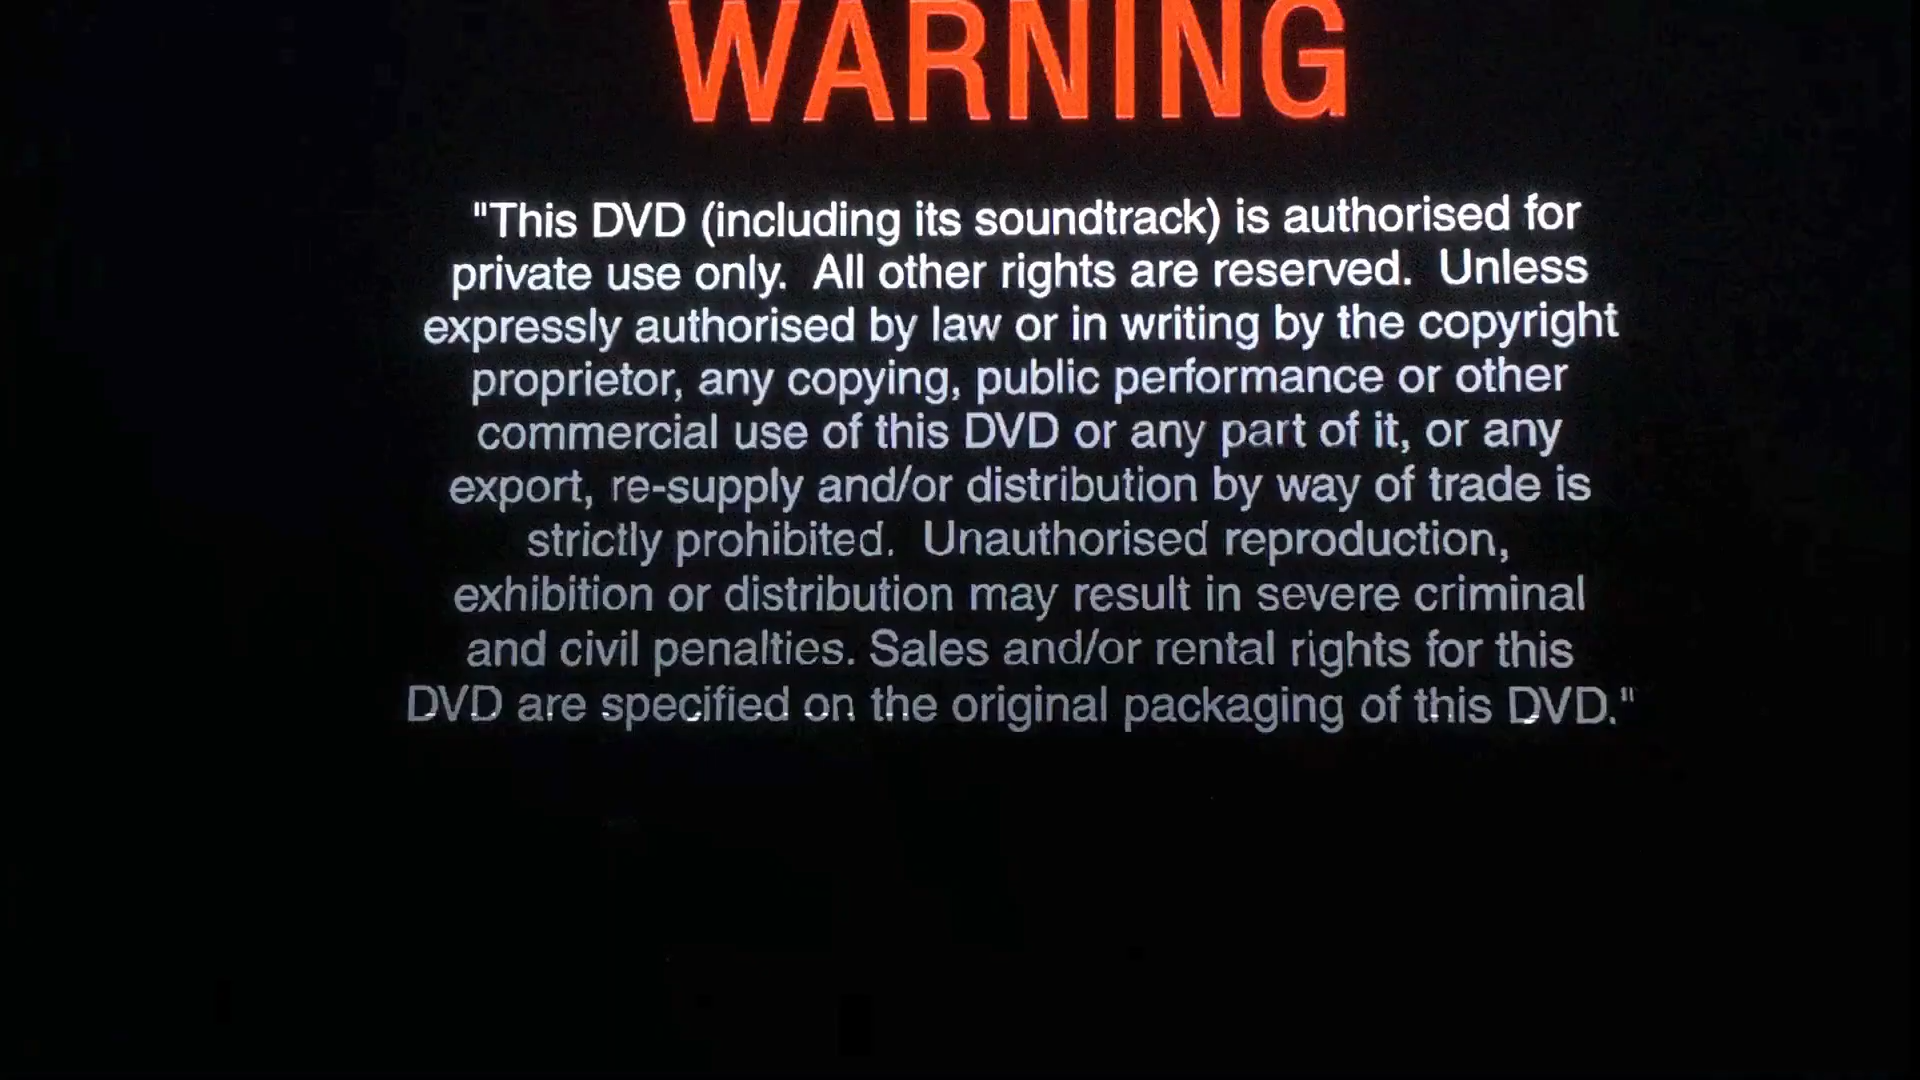 WARNING
"This DVD (including its soundtrack) is authorised for
private use only.  All other rights are reserved.  Unless
expressly authorised by law or in writing by the copyright
proprietor, any copying, public performance or other
commercial use of this DVD or any part of it, or any
export, re-supply and/or distribution by way of trade is
strictly prohibited.  Unauthorised reproduction,
exhibition or distribution may result in severe criminal
and civil penalties. Sales and/or rental rights for this
DVD are specified on the original packaging of this DVD."